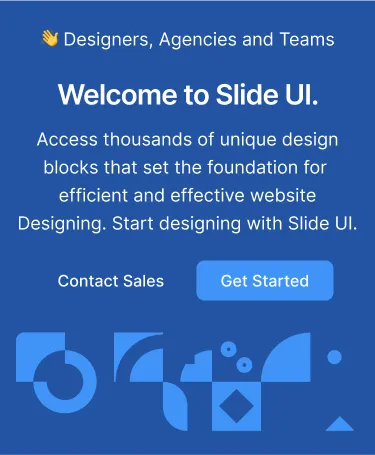 👋 Designers, Agencies and Teams
Welcome to Slide UI.
Access thousands of unique design
blocks that set the foundation for
efficient and effective website
Designing. Start designing with Slide UI.
Contact Sales
Get Started